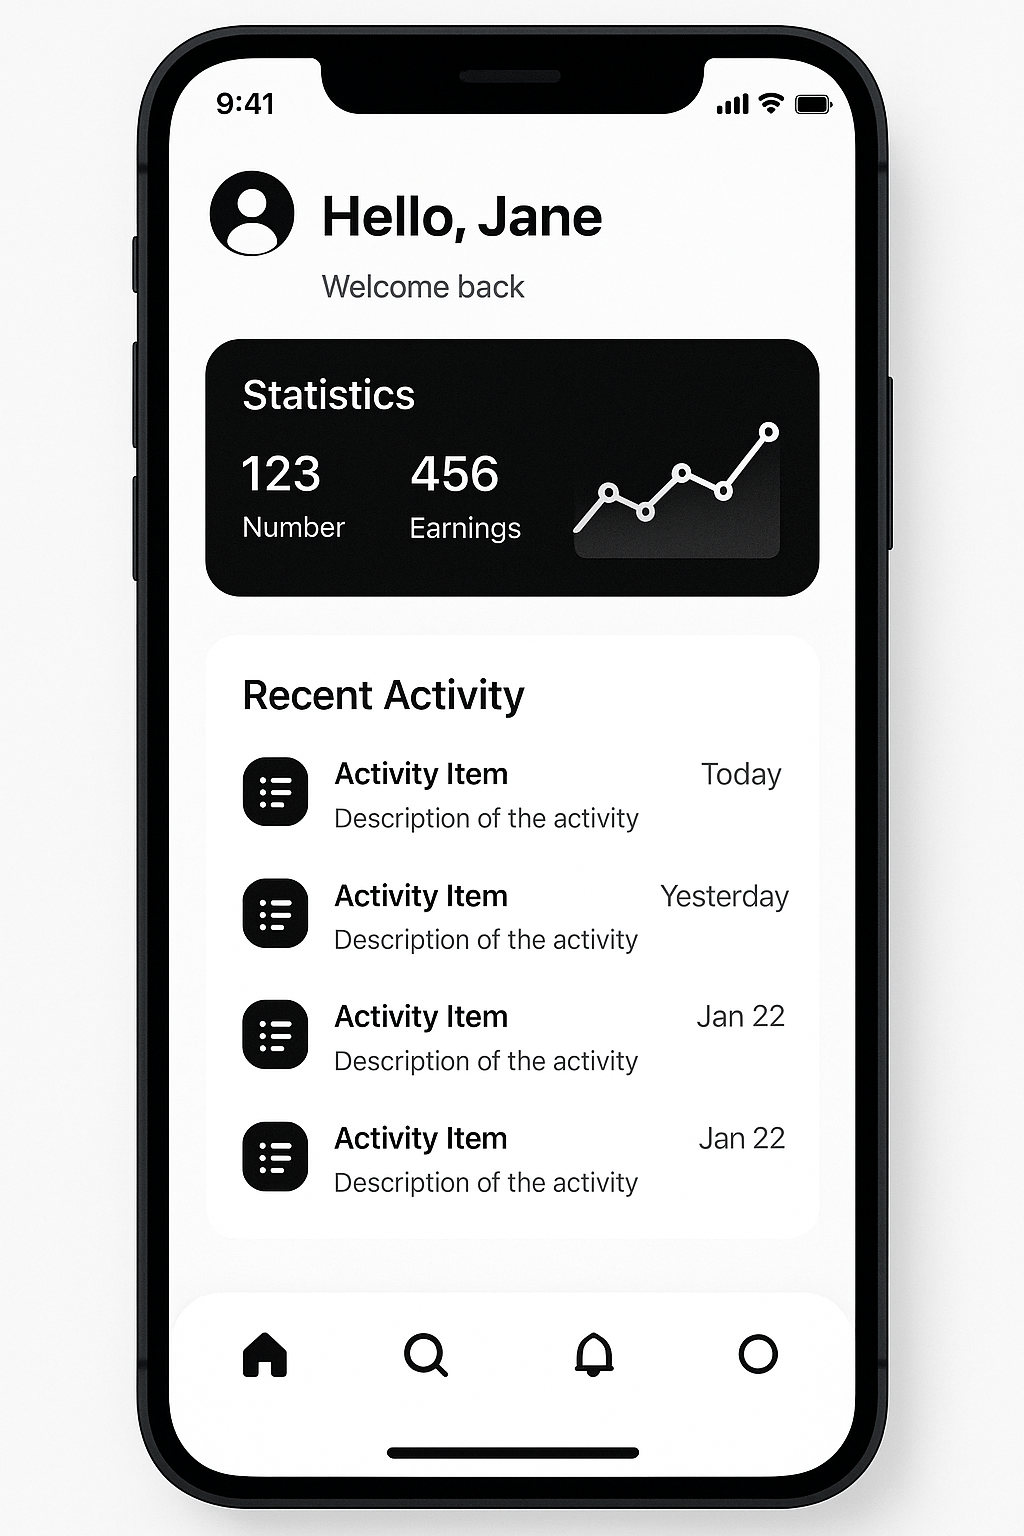 9:41
Hello, Jane
Welcome back
Statistics
123
Number
456
Earnings
Recent Activity
Activity Item
Today
Description of the activity
Activity Item
Yesterday
Description of the activity
Activity Item
Jan 22
Description of the activity
Activity Item
Jan 22
Description of the activity